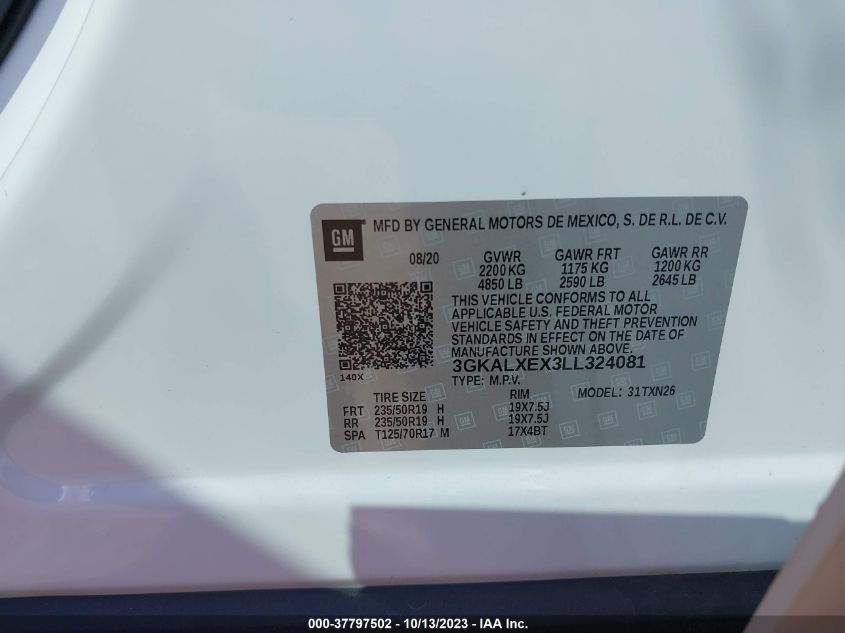 GM
MFD BY GENERAL MOTORS DE MEXICO, S. DE R.L. DE C.V.
08/20 GVWR GAWR FRT GAWR RR
2200 KG 1175 KG 1200 KG
4850 LB 2590 LB 2645 LB
THIS VEHICLE CONFORMS TO ALL
APPLICABLE U.S. FEDERAL MOTOR
VEHICLE SAFETY AND THEFT PREVENTION
STANDARDS IN EFFECT ON THE DATE
OF MANUFACTURE SHOWN ABOVE.
3GKALXEX3LL324081
140X
TYPE: M.P.V. MODEL: 31TXN26
TIRE SIZE RIM
FRT 235/50R19 H 19X7.5J
RR 235/50R19 H 19X7.5J
SPA T125/70R17 M 17X4BT
000-37797502 - 10/13/2023 - IAA Inc.